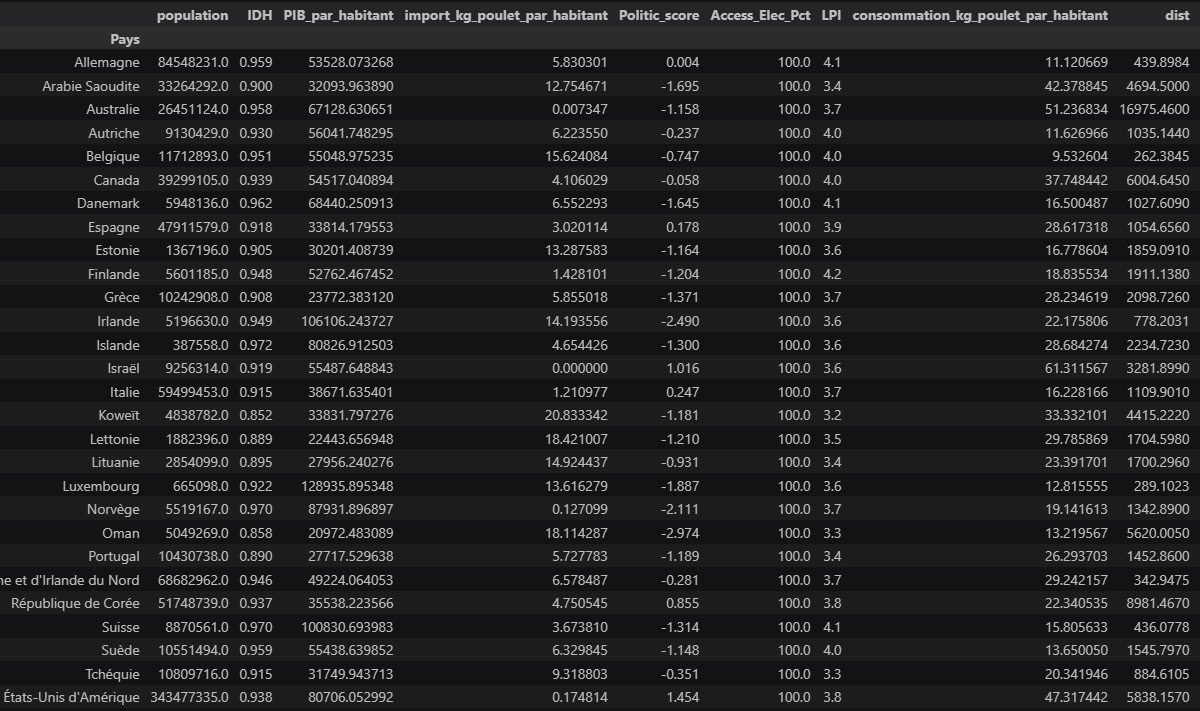 population IDH PIB_par_habitant import_kg_poulet_par_habitant Politic_score Access_Elec_Pct LPI consommation_kg_poulet_par_habitant dist
Pays
Allemagne 84548231.0 0.959 53528.073268 5.830301 0.004 100.0 4.1 11.120669 439.8984
Arabie Saoudite 33264292.0 0.900 32093.963890 12.754671 -1.695 100.0 3.4 42.378845 4694.5000
Australie 26451124.0 0.958 67128.630651 0.007347 -1.158 100.0 3.7 51.236834 16975.4600
Autriche 9130429.0 0.930 56041.748295 6.223550 -0.237 100.0 4.0 11.626966 1035.1440
Belgique 11712893.0 0.951 55048.975235 15.624084 -0.747 100.0 4.0 9.532604 262.3845
Canada 39299105.0 0.939 54517.040894 4.106029 -0.058 100.0 4.0 37.748442 6004.6450
Danemark 5948136.0 0.962 68440.250913 6.552293 -1.645 100.0 4.1 16.500487 1027.6090
Espagne 47911579.0 0.918 33814.179553 3.020114 0.178 100.0 3.9 28.617318 1054.6560
Estonie 1367196.0 0.905 30201.408739 13.287583 -1.164 100.0 3.6 16.778604 1859.0910
Finlande 5601185.0 0.948 52762.467452 1.428101 -1.204 100.0 4.2 18.835534 1911.1380
Grèce 10242908.0 0.908 23772.383120 5.855018 -1.371 100.0 3.7 28.234619 2098.7260
Irlande 5196630.0 0.949 106106.243727 14.193556 -2.490 100.0 3.6 22.175806 778.2031
Islande 387558.0 0.972 80826.912503 4.654426 -1.300 100.0 3.6 28.684274 2234.7230
Israël 9256314.0 0.919 55487.648843 0.000000 1.016 100.0 3.6 61.311567 3281.8990
Italie 59499453.0 0.915 38671.635401 1.210977 0.247 100.0 3.7 16.228166 1109.9010
Koweït 4838782.0 0.852 33831.797276 20.833342 -1.181 100.0 3.2 33.332101 4415.2220
Lettonie 1882396.0 0.889 22443.656948 18.421007 -1.210 100.0 3.5 29.785869 1704.5980
Lituanie 2854099.0 0.895 27956.240276 14.924437 -0.931 100.0 3.4 23.391701 1700.2960
Luxembourg 665098.0 0.922 128935.895348 13.616279 -1.887 100.0 3.6 12.815555 289.1023
Norvège 5519167.0 0.970 87931.896897 0.127099 -2.111 100.0 3.7 19.141613 1342.8900
Oman 5049269.0 0.858 20972.483089 18.114287 -2.974 100.0 3.3 13.219567 5620.0050
Portugal 10430738.0 0.890 27717.529638 5.727783 -1.189 100.0 3.4 26.293703 1452.8600
ne et d'Irlande du Nord 68682962.0 0.946 49224.064053 6.578487 -0.281 100.0 3.7 29.242157 342.9475
République de Corée 51748739.0 0.937 35538.223566 4.750545 0.855 100.0 3.8 22.340535 8981.4670
Suisse 8870561.0 0.970 100830.693983 3.673810 -1.314 100.0 4.1 15.805633 436.0778
Suède 10551494.0 0.959 55438.639852 6.329845 -1.148 100.0 4.0 13.650050 1545.7970
Tchéquie 10809716.0 0.915 31749.943713 9.318803 -0.351 100.0 3.3 20.341946 884.6105
États-Unis d'Amérique 343477335.0 0.938 80706.052992 0.174814 1.454 100.0 3.8 47.317442 5838.1570